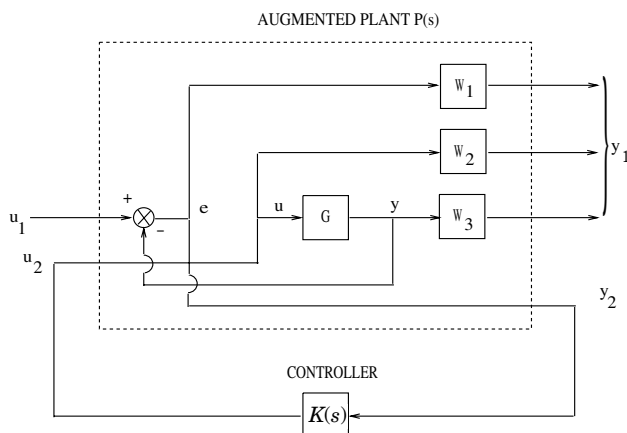 AUGMENTED PLANT P(s)
W1
W2
y1
+
e
u
G
y
W3
u1
−
u2
y2
CONTROLLER
K(s)